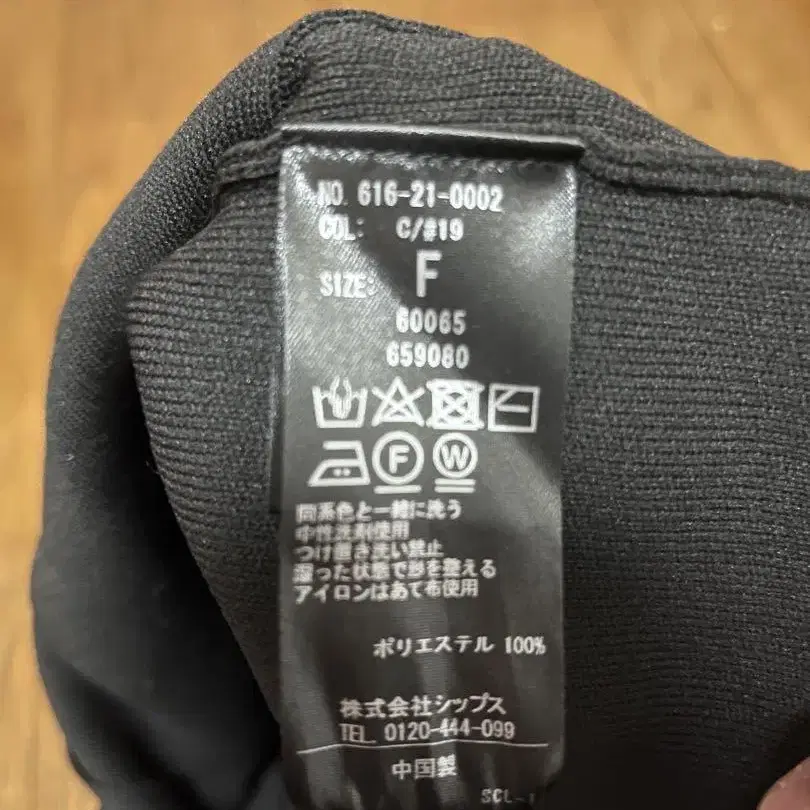 NO. 616-21-0002
COL: C/#19
SIZE: F
60065
659080
F W
同系色と一緒に洗う
中性洗剤使用
つけ置き洗い禁止
湿った状態で形を整える
アイロンはあて布使用
ポリエステル 100%
株式会社シップス
TEL. 0120-444-099
中国製
SCL-1